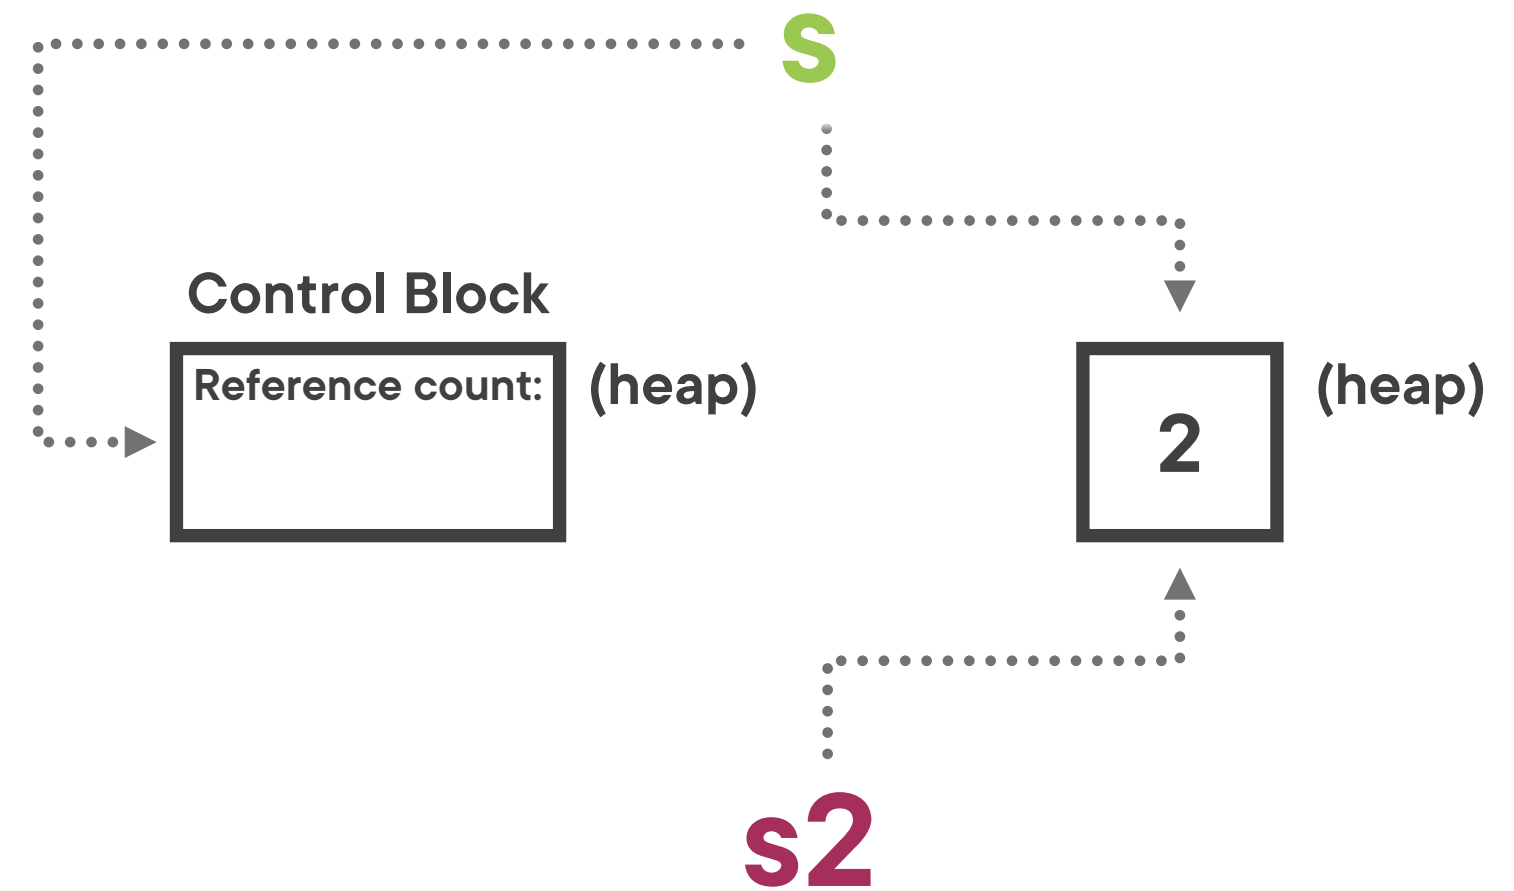 s
Control Block
Reference count:
(heap)
2
(heap)
s2